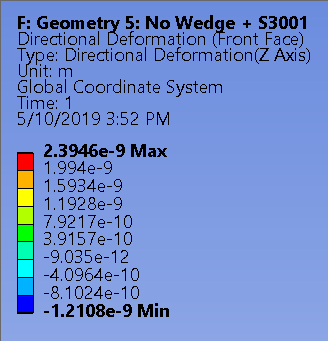 F: Geometry 5: No Wedge + S3001
Directional Deformation (Front Face)
Type: Directional Deformation(Z Axis)
Unit: m
Global Coordinate System
Time: 1
5/10/2019 3:52 PM
2.3946e-9 Max
1.994e-9
1.5934e-9
1.1928e-9
7.9217e-10
3.9157e-10
-9.035e-12
-4.0964e-10
-8.1024e-10
-1.2108e-9 Min